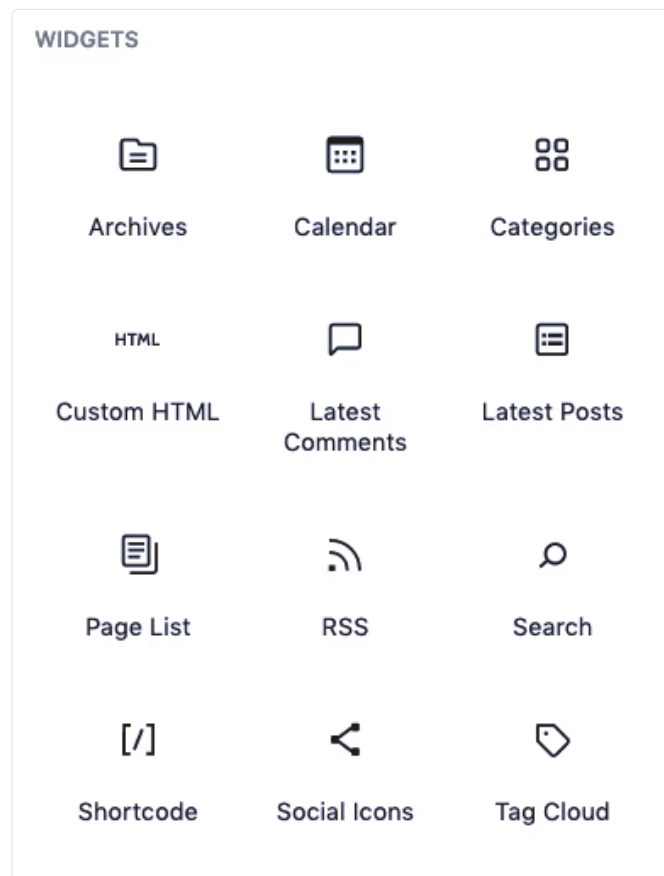 WIDGETS
Archives
Calendar
Categories
HTML
Custom HTML
Latest
Comments
Latest Posts
Page List
RSS
Search
[/]
Shortcode
Social Icons
Tag Cloud